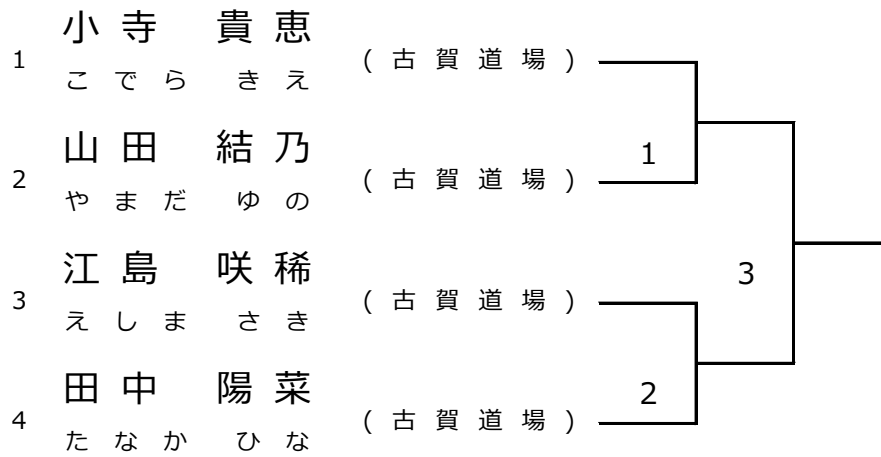 小寺 貴恵
1 (古賀道場)
こでら きえ
1
山田 結乃
2 (古賀道場)
やまだ ゆの
3
江島 咲稀
3 (古賀道場)
えしま さき
2
田中 陽菜
4 (古賀道場)
たなか ひな